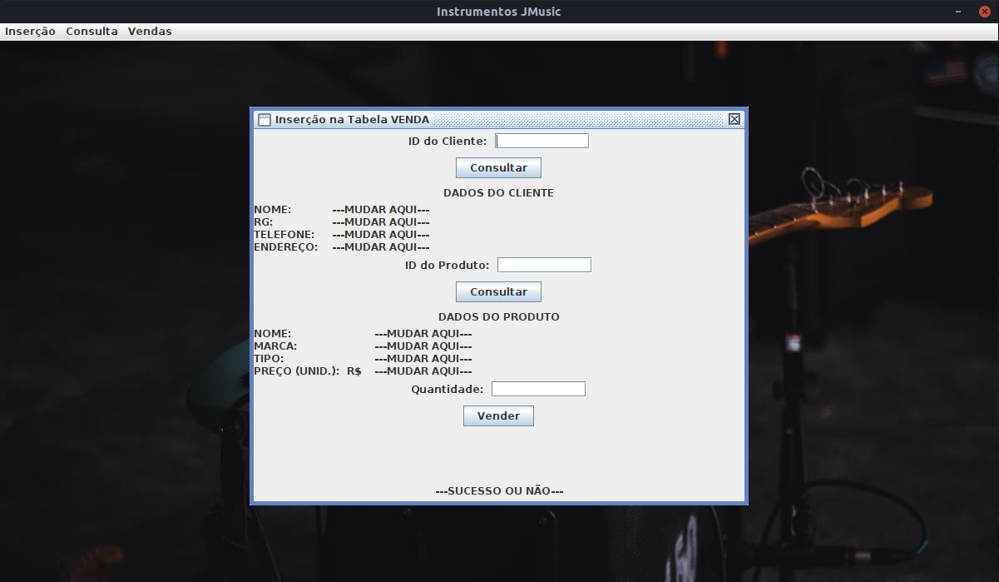 Instrumentos JMusic
Inserção Consulta Vendas
Inserção na Tabela VENDA
ID do Cliente:
Consultar
DADOS DO CLIENTE
NOME: ---MUDAR AQUI---
RG: ---MUDAR AQUI---
TELEFONE: ---MUDAR AQUI---
ENDEREÇO: ---MUDAR AQUI---
ID do Produto:
Consultar
DADOS DO PRODUTO
NOME: ---MUDAR AQUI---
MARCA: ---MUDAR AQUI---
TIPO: ---MUDAR AQUI---
PREÇO (UNID.): R$ ---MUDAR AQUI---
Quantidade:
Vender
---SUCESSO OU NÃO---